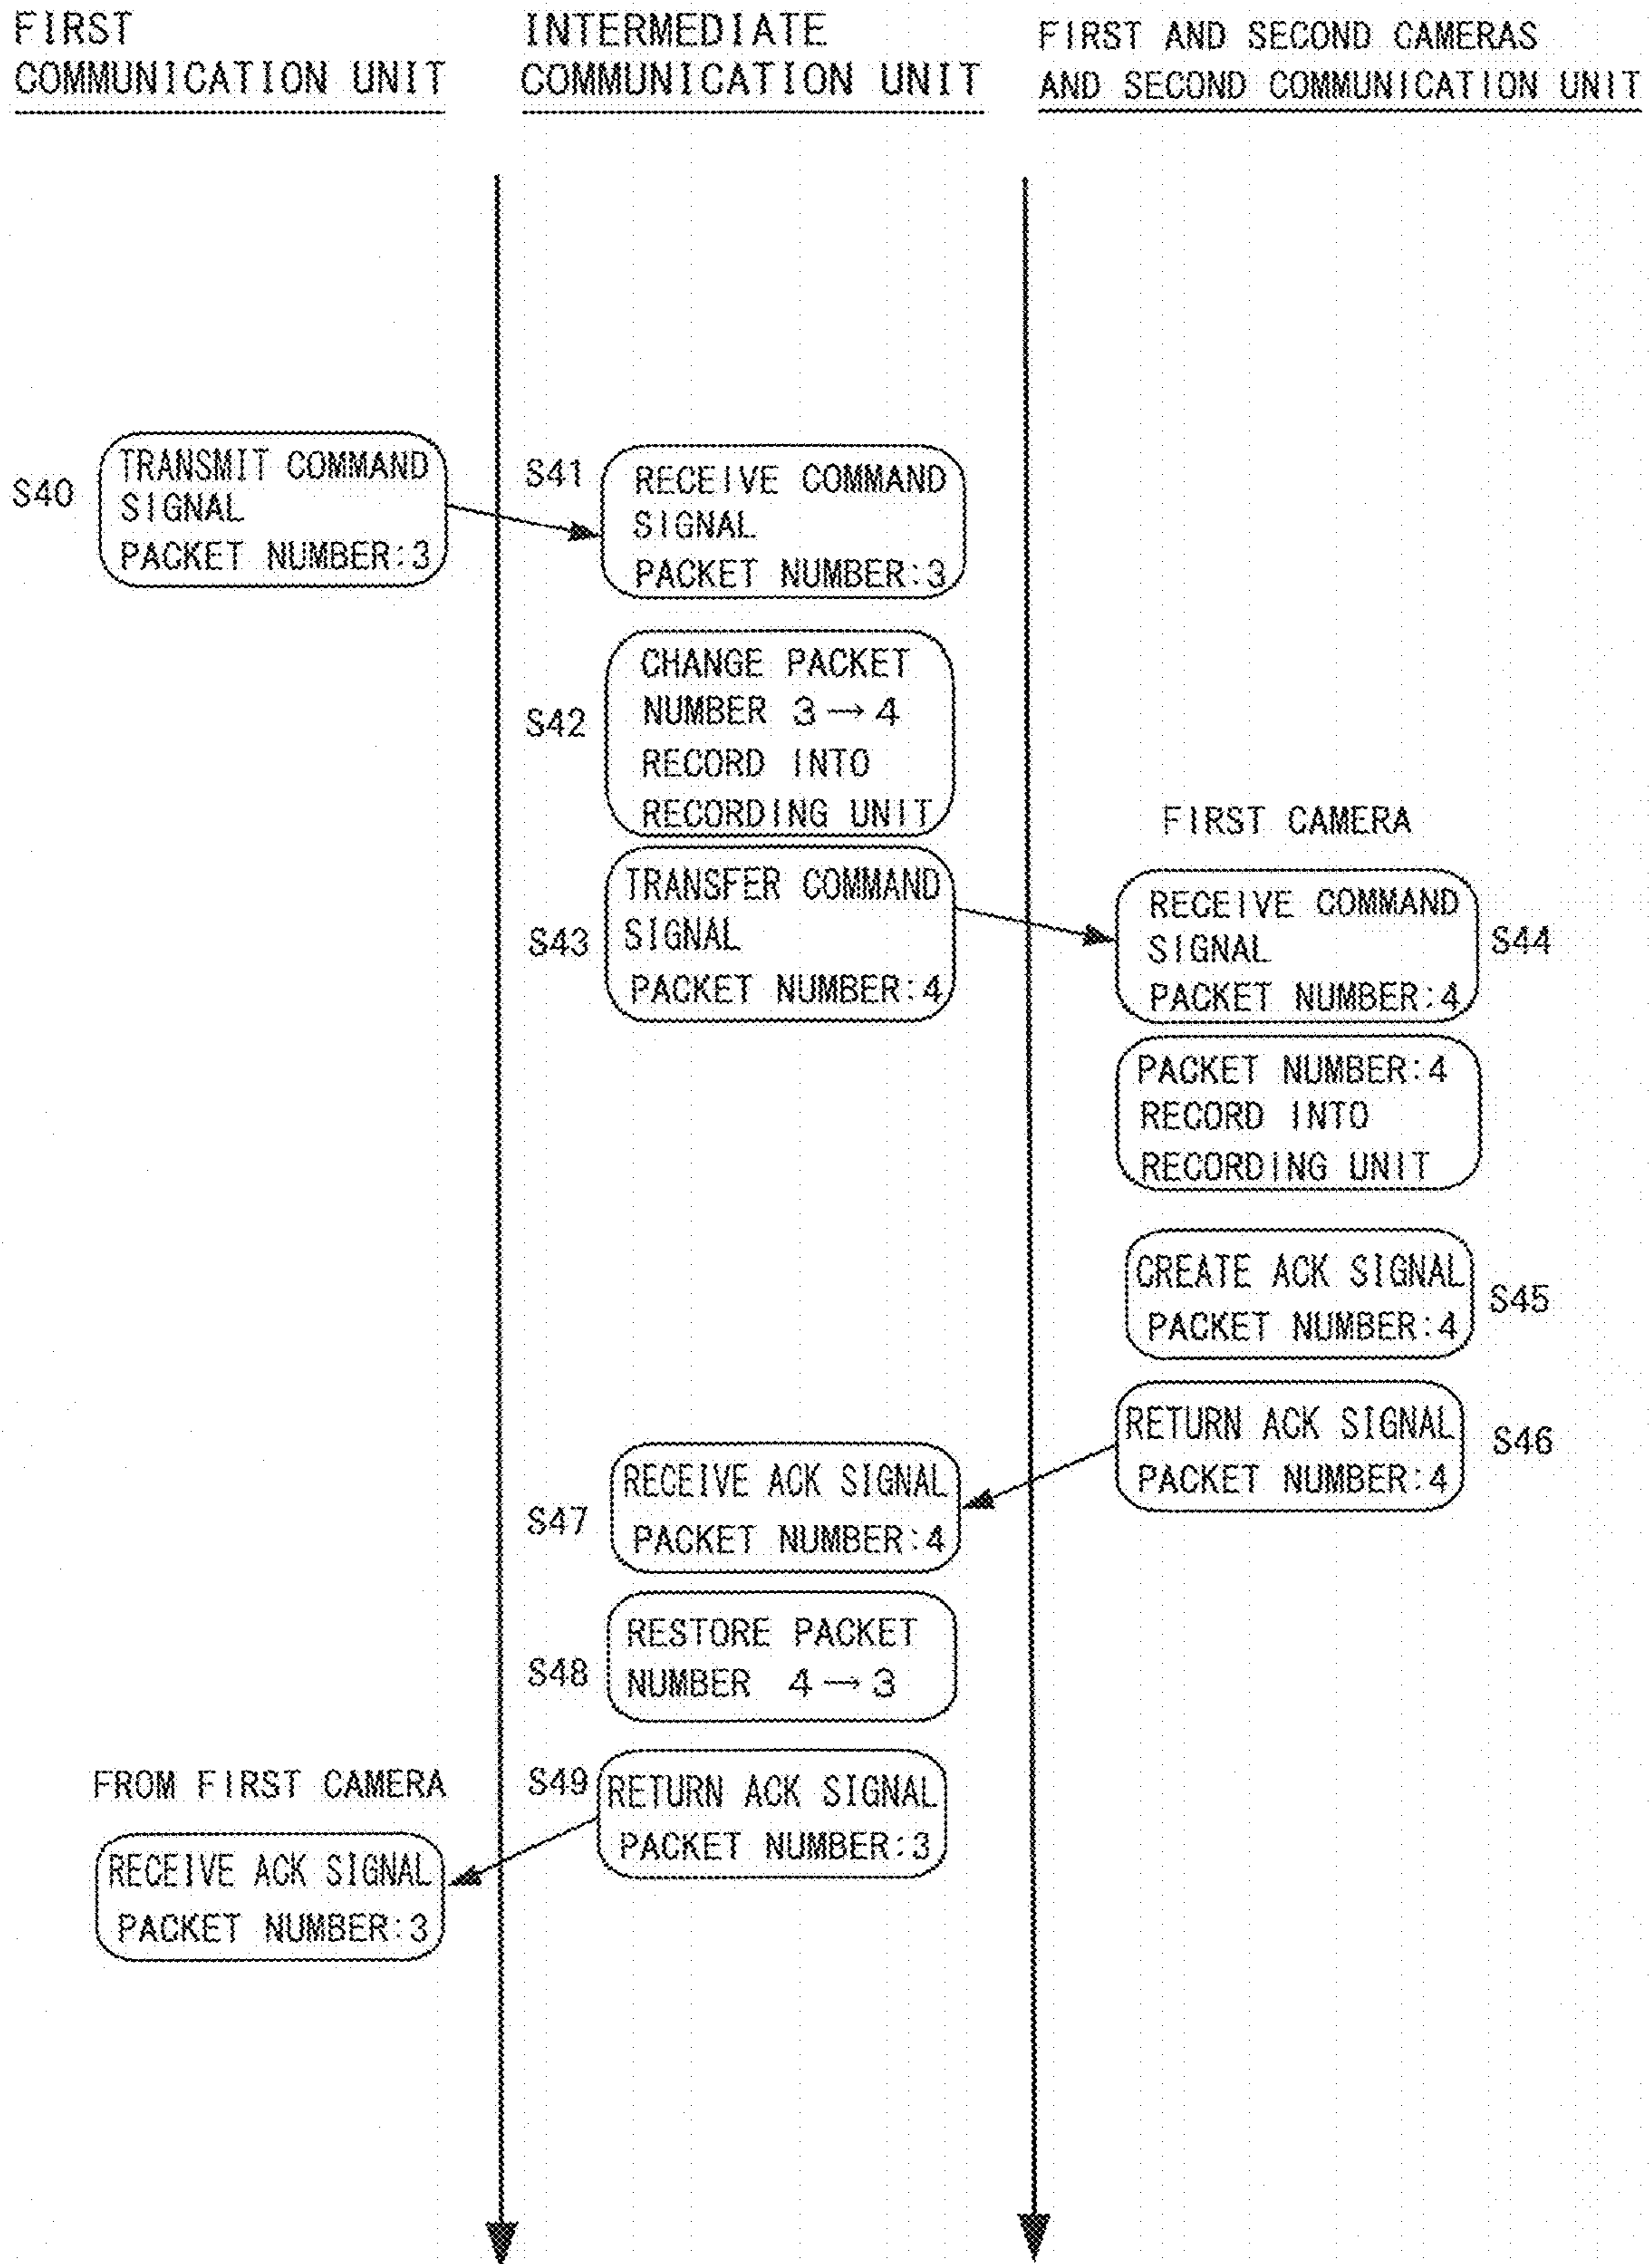 FIRST
COMMUNICATION UNIT
INTERMEDIATE
COMMUNICATION UNIT
FIRST AND SECOND CAMERAS
AND SECOND COMMUNICATION UNIT
S40
TRANSMIT COMMAND
SIGNAL
PACKET NUMBER:3
S41
RECEIVE COMMAND
SIGNAL
PACKET NUMBER:3
S42
CHANGE PACKET
NUMBER 3→4
RECORD INTO
RECORDING UNIT
S43
TRANSFER COMMAND
SIGNAL
PACKET NUMBER:4
FIRST CAMERA
RECEIVE COMMAND
SIGNAL
PACKET NUMBER:4
S44
PACKET NUMBER:4
RECORD INTO
RECORDING UNIT
CREATE ACK SIGNAL
PACKET NUMBER:4
S45
RETURN ACK SIGNAL
PACKET NUMBER:4
S46
S47
RECEIVE ACK SIGNAL
PACKET NUMBER:4
S48
RESTORE PACKET
NUMBER 4→3
S49
RETURN ACK SIGNAL
PACKET NUMBER:3
FROM FIRST CAMERA
RECEIVE ACK SIGNAL
PACKET NUMBER:3